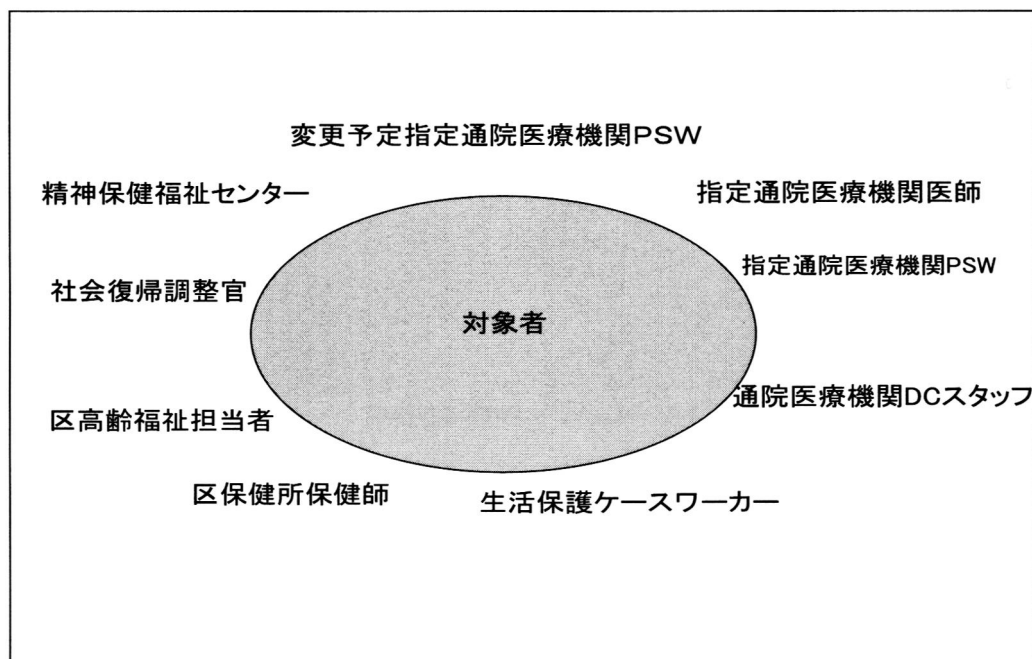 変更予定指定通院医療機関PSW
精神保健福祉センター
指定通院医療機関医師
指定通院医療機関PSW
社会復帰調整官
対象者
通院医療機関DCスタッフ
区高齢福祉担当者
区保健所保健師
生活保護ケースワーカー